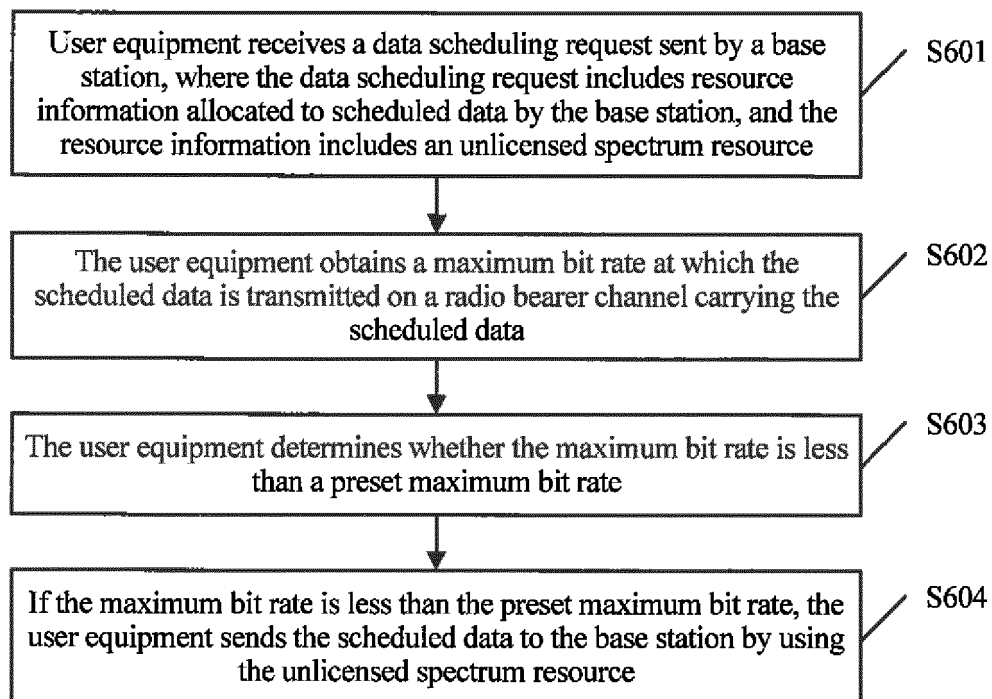 User equipment receives a data scheduling request sent by a base
station, where the data scheduling request includes resource
information allocated to scheduled data by the base station, and the
resource information includes an unlicensed spectrum resource
S601
The user equipment obtains a maximum bit rate at which the
scheduled data is transmitted on a radio bearer channel carrying the
scheduled data
S602
The user equipment determines whether the maximum bit rate is less
than a preset maximum bit rate
S603
If the maximum bit rate is less than the preset maximum bit rate, the
user equipment sends the scheduled data to the base station by using
the unlicensed spectrum resource
S604